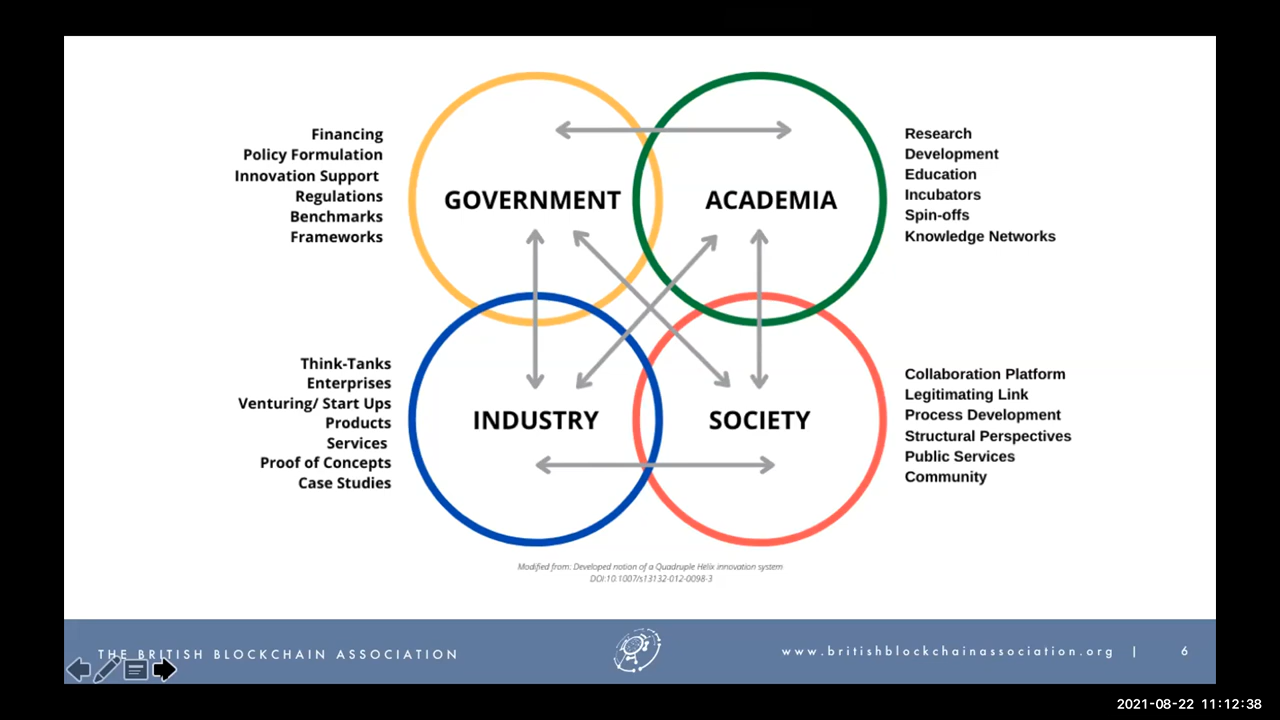 Financing
Policy Formulation
Innovation Support
Regulations
Benchmarks
Frameworks
GOVERNMENT
ACADEMIA
Research
Development
Education
Incubators
Spin-offs
Knowledge Networks
Think-Tanks
Enterprises
Venturing/ Start Ups
Products
Services
Proof of Concepts
Case Studies
INDUSTRY
SOCIETY
Collaboration Platform
Legitimating Link
Process Development
Structural Perspectives
Public Services
Community
Modified from: Developed notion of a Quadruple Helix innovation system
DOI:10.1007/s13132-012-0098-3
THE BRITISH BLOCKCHAIN ASSOCIATION
www.britishblockchainassociation.org | 6
2021-08-22 11:12:38